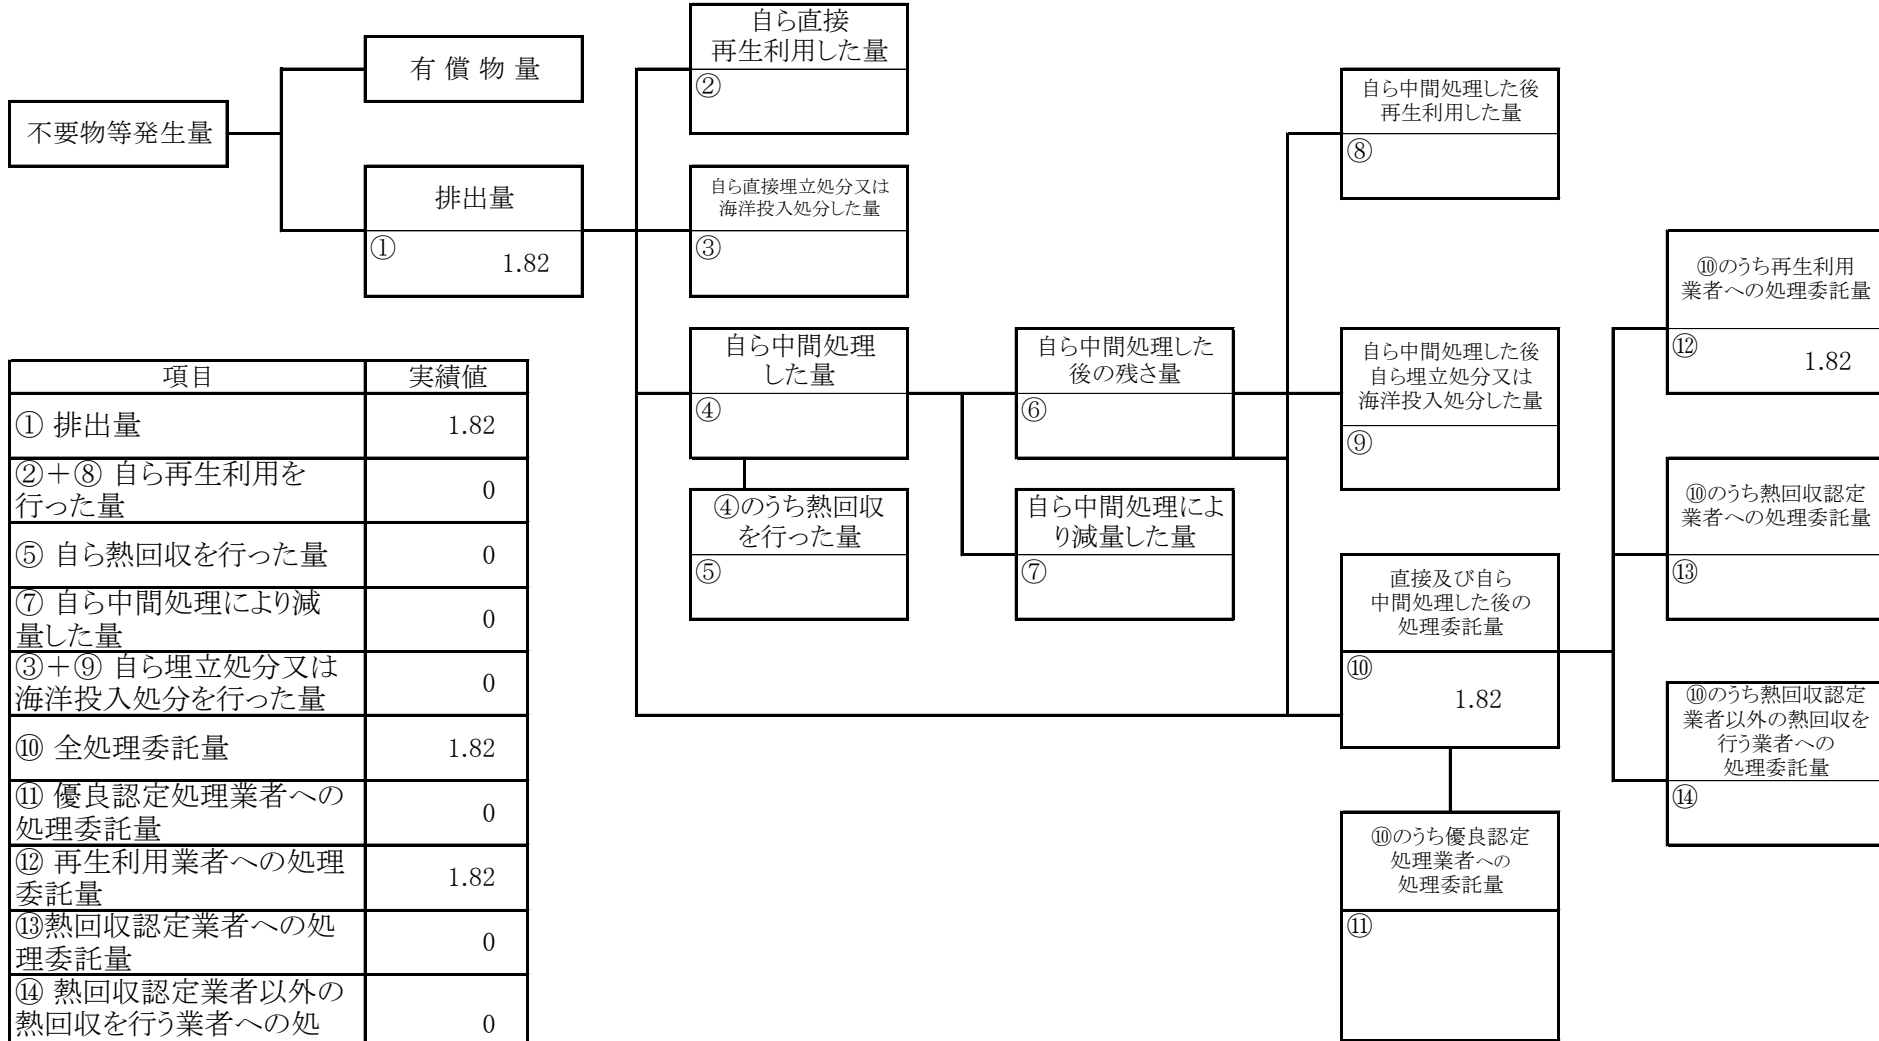 不要物等発生量
有 償 物 量
排出量
①
1.82
自ら直接
再生利用した量
②
自ら直接埋立処分又は
海洋投入処分した量
③
自ら中間処理
した量
④
④のうち熱回収
を行った量
⑤
自ら中間処理した
後の残さ量
⑥
自ら中間処理によ
り減量した量
⑦
自ら中間処理した後
再生利用した量
⑧
自ら中間処理した後
自ら埋立処分又は
海洋投入処分した量
⑨
直接及び自ら
中間処理した後の
処理委託量
⑩
1.82
⑩のうち優良認定
処理業者への
処理委託量
⑪
⑩のうち再生利用
業者への処理委託量
⑫
1.82
⑩のうち熱回収認定
業者への処理委託量
⑬
⑩のうち熱回収認定
業者以外の熱回収を
行う業者への
処理委託量
⑭
項目 実績値
① 排出量 1.82
②＋⑧ 自ら再生利用を
行った量 0
⑤ 自ら熱回収を行った量 0
⑦ 自ら中間処理により減
量した量 0
③＋⑨ 自ら埋立処分又は
海洋投入処分を行った量 0
⑩ 全処理委託量 1.82
⑪ 優良認定処理業者への
処理委託量 0
⑫ 再生利用業者への処理
委託量 1.82
⑬熱回収認定業者への処
理委託量 0
⑭ 熱回収認定業者以外の
熱回収を行う業者への処 0